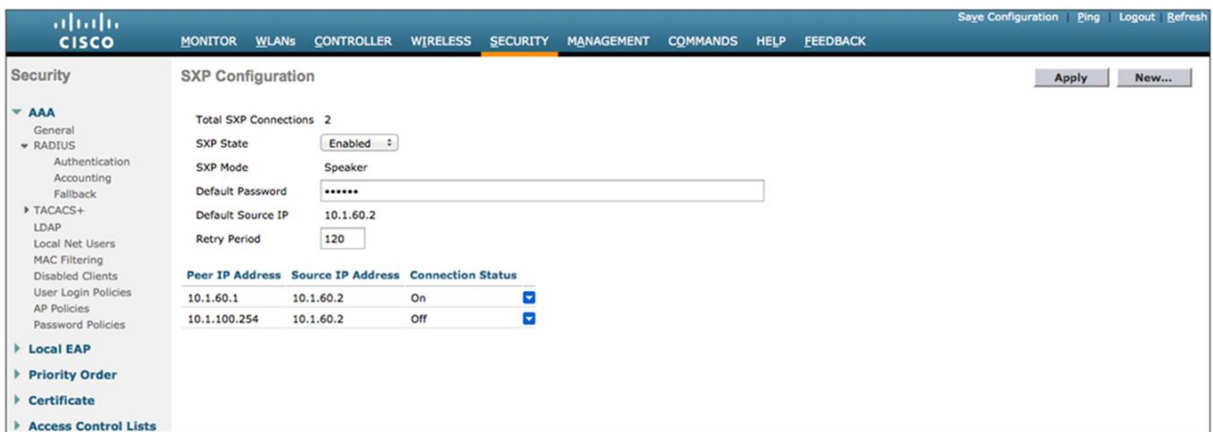 Save Configuration | Ping | Logout | Refresh
CISCO
MONITOR WLANs CONTROLLER WIRELESS SECURITY MANAGEMENT COMMANDS HELP FEEDBACK
Security
AAA
General
RADIUS
Authentication
Accounting
Fallback
TACACS+
LDAP
Local Net Users
MAC Filtering
Disabled Clients
User Login Policies
AP Policies
Password Policies
Local EAP
Priority Order
Certificate
Access Control Lists
SXP Configuration
Apply New...
Total SXP Connections 2
SXP State Enabled
SXP Mode Speaker
Default Password ••••••
Default Source IP 10.1.60.2
Retry Period 120
Peer IP Address Source IP Address Connection Status
10.1.60.1 10.1.60.2 On
10.1.100.254 10.1.60.2 Off